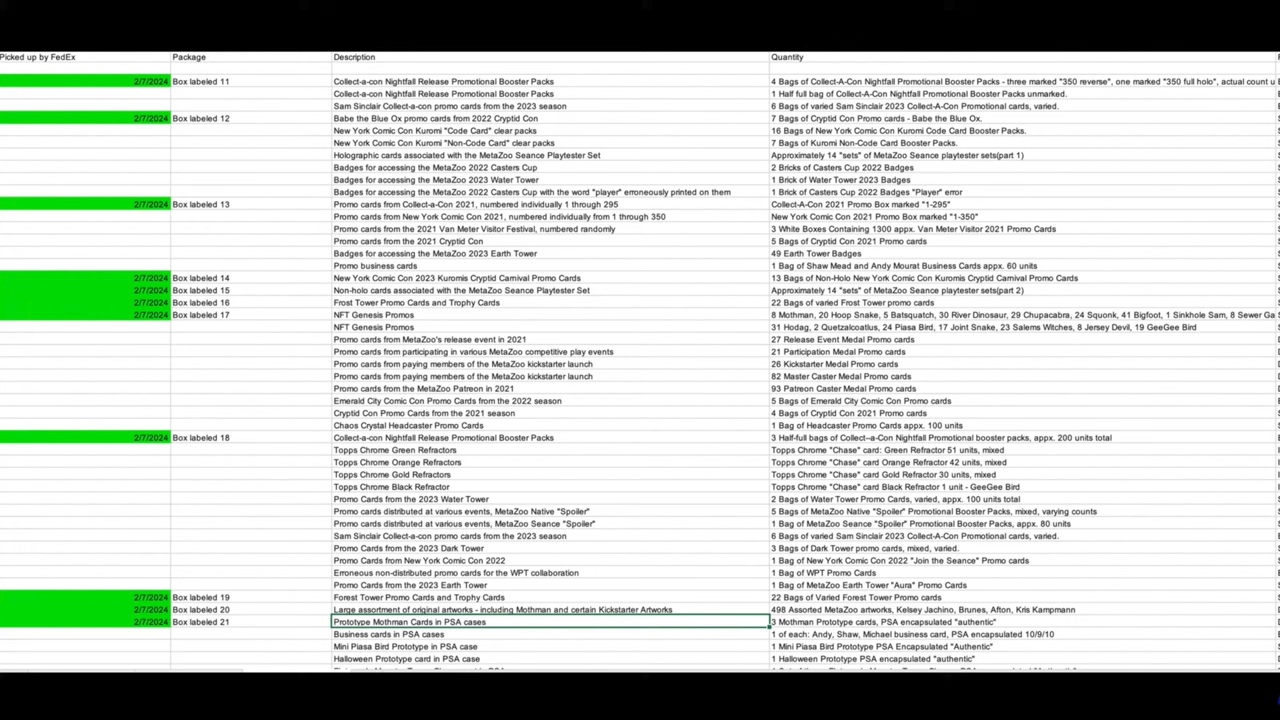 Picked up by FedEx Package Description Quantity
2/7/2024 Box labeled 11 Collect-a-con Nightfall Release Promotional Booster Packs 4 Bags of Collect-A-Con Nightfall Promotional Booster Packs - three marked "350 reverse", one marked "350 full holo", actual count u
Collect-a-con Nightfall Release Promotional Booster Packs 1 Half full bag of Collect-A-Con Nightfall Promotional Booster Packs unmarked.
Sam Sinclair Collect-a-con promo cards from the 2023 season 6 Bags of varied Sam Sinclair 2023 Collect-A-Con Promotional cards, varied.
2/7/2024 Box labeled 12 Babe the Blue Ox promo cards from 2022 Cryptid Con 7 Bags of Cryptid Con Promo cards - Babe the Blue Ox.
New York Comic Con Kuromi "Code Card" clear packs 16 Bags of New York Comic Con Kuromi Code Card Booster Packs.
New York Comic Con Kuromi "Non-Code Card" clear packs 7 Bags of Kuromi Non-Code Card Booster Packs.
Holographic cards associated with the MetaZoo Seance Playtester Set Approximately 14 "sets" of MetaZoo Seance playtester sets(part 1)
Badges for accessing the MetaZoo 2022 Casters Cup 2 Bricks of Casters Cup 2022 Badges
Badges for accessing the MetaZoo 2023 Water Tower 1 Brick of Water Tower 2023 Badges
Badges for accessing the MetaZoo 2022 Casters Cup with the word "player" erroneously printed on them 1 Brick of Casters Cup 2022 Badges "Player" error
2/7/2024 Box labeled 13 Promo cards from Collect-a-Con 2021, numbered individually 1 through 295 Collect-A-Con 2021 Promo Box marked "1-295"
Promo cards from New York Comic Con 2021, numbered individually from 1 through 350 New York Comic Con 2021 Promo Box marked "1-350"
Promo cards from the 2021 Van Meter Visitor Festival, numbered randomly 3 White Boxes Containing 1300 appx. Van Meter Visitor 2021 Promo Cards
Promo cards from the 2021 Cryptid Con 5 Bags of Cryptid Con 2021 Promo cards
Badges for accessing the MetaZoo 2023 Earth Tower 49 Earth Tower Badges
Promo business cards 1 Bag of Shaw Mead and Andy Mourat Business Cards appx. 60 units
2/7/2024 Box labeled 14 New York Comic Con 2023 Kuromis Cryptid Carnival Promo Cards 13 Bags of Non-Holo New York Comic Con Kuromis Cryptid Carnival Promo Cards
2/7/2024 Box labeled 15 Non-holo cards associated with the MetaZoo Seance Playtester Set Approximately 14 "sets" of MetaZoo Seance playtester sets(part 2)
2/7/2024 Box labeled 16 Frost Tower Promo Cards and Trophy Cards 22 Bags of varied Frost Tower promo cards
2/7/2024 Box labeled 17 NFT Genesis Promos 8 Mothman, 20 Hoop Snake, 5 Batsquatch, 30 River Dinosaur, 29 Chupacabra, 24 Squonk, 41 Bigfoot, 1 Sinkhole Sam, 8 Sewer Ga
NFT Genesis Promos 31 Hodag, 2 Quetzalcoatlus, 24 Piasa Bird, 17 Joint Snake, 23 Salems Witches, 8 Jersey Devil, 19 GeeGee Bird
Promo cards from MetaZoo's release event in 2021 27 Release Event Medal Promo Cards
Promo cards from participating in various MetaZoo competitive play events 21 Participation Medal Promo Cards
Promo cards from paying members of the MetaZoo kickstarter launch 26 Kickstarter Medal Promo Cards
Promo cards from paying members of the MetaZoo kickstarter launch 82 Master Caster Medal Promo Cards
Promo cards from the MetaZoo Patreon in 2021 93 Patreon Caster Medal Promo Cards
Emerald City Comic Con Promo Cards from the 2022 season 5 Bags of Emerald City Comic Con Promo cards
Cryptid Con Promo Cards from the 2021 season 4 Bags of Cryptid Con 2021 Promo cards
Chaos Crystal Headcaster Promo Cards 1 Bag of Headcaster Promo Cards appx. 100 units
2/7/2024 Box labeled 18 Collect-a-con Nightfall Release Promotional Booster Packs 3 Half-full bags of Collect--a-Con Nightfall Promotional booster packs, appx. 200 units total
Topps Chrome Green Refractors Topps Chrome "Chase" card: Green Refractor 51 units, mixed
Topps Chrome Orange Refractors Topps Chrome "Chase" card Orange Refractor 42 units, mixed
Topps Chrome Gold Refractors Topps Chrome "Chase" card Gold Refractor 30 units, mixed
Topps Chrome Black Refractor Topps Chrome "Chase" card Black Refractor 1 unit - GeeGee Bird
Promo Cards from the 2023 Water Tower 2 Bags of Water Tower Promo Cards, varied, appx. 100 units total
Promo cards distributed at various events, MetaZoo Native "Spoiler" 5 Bags of MetaZoo Native "Spoiler" Promotional Booster Packs, mixed, varying counts
Promo cards distributed at various events, MetaZoo Seance "Spoiler" 1 Bag of MetaZoo Seance "Spoiler" Promotional Booster Packs, appx. 80 units
Sam Sinclair Collect-a-con promo cards from the 2023 season 6 Bags of varied Sam Sinclair 2023 Collect-A-Con Promotional cards, varied.
Promo Cards from the 2023 Dark Tower 3 Bags of Dark Tower promo cards, mixed, varied.
Promo Cards from New York Comic Con 2022 1 Bag of New York Comic Con 2022 "Join the Seance" Promo cards
Erroneous non-distributed promo cards for the WPT collaboration 1 Bag of WPT Promo Cards
Promo Cards from the 2023 Earth Tower 1 Bag of MetaZoo Earth Tower "Aura" Promo Cards
2/7/2024 Box labeled 19 Forest Tower Promo Cards and Trophy Cards 22 Bags of Varied Forest Tower Promo Cards
2/7/2024 Box labeled 20 Large assortment of original artworks - including Mothman and certain Kickstarter Artworks 498 Assorted MetaZoo artworks, Kelsey Jachino, Brunes, Afton, Kris Kampmann
2/7/2024 Box labeled 21 Prototype Mothman Cards in PSA cases 3 Mothman Prototype cards, PSA encapsulated "authentic"
Business cards in PSA cases 1 of each: Andy, Shaw, Michael business card, PSA encapsulated 10/9/10
Mini Piasa Bird Prototype in PSA case 1 Mini Piasa Bird Prototype PSA Encapsulated "Authentic"
Halloween Prototype card in PSA case 1 Halloween Prototype PSA encapsulated "authentic"